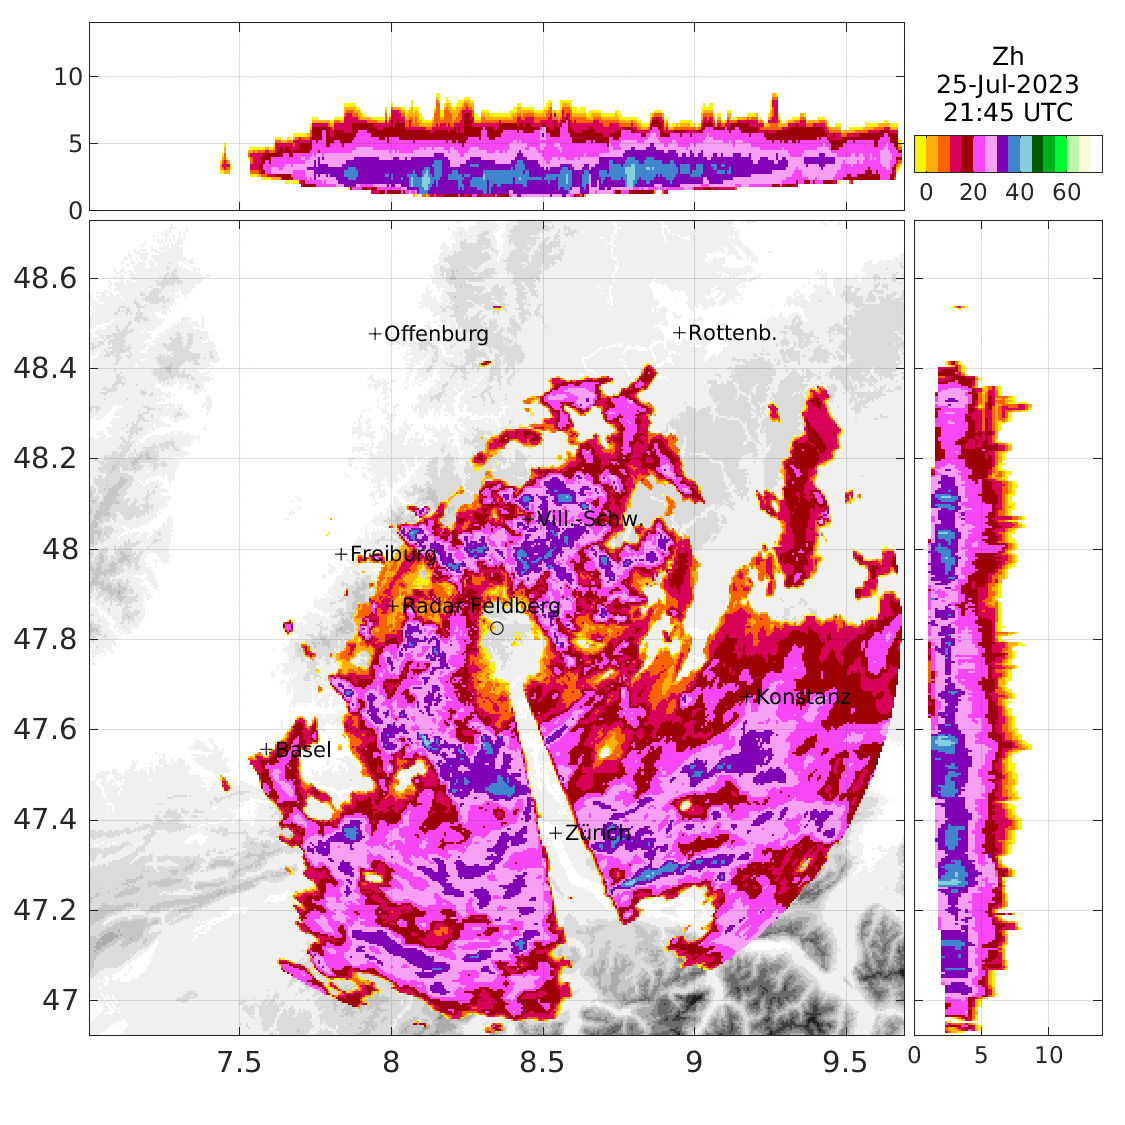 10
5
0
Zh
25-Jul-2023
21:45 UTC
0 20 40 60
48.6
48.4
48.2
48
47.8
47.6
47.4
47.2
47
+Offenburg
+Rottenb.
+Vill.-Schw.
+Freiburg
+Radar Feldberg
+Konstanz
+Basel
+Zürich
7.5 8 8.5 9 9.5
0 5 10